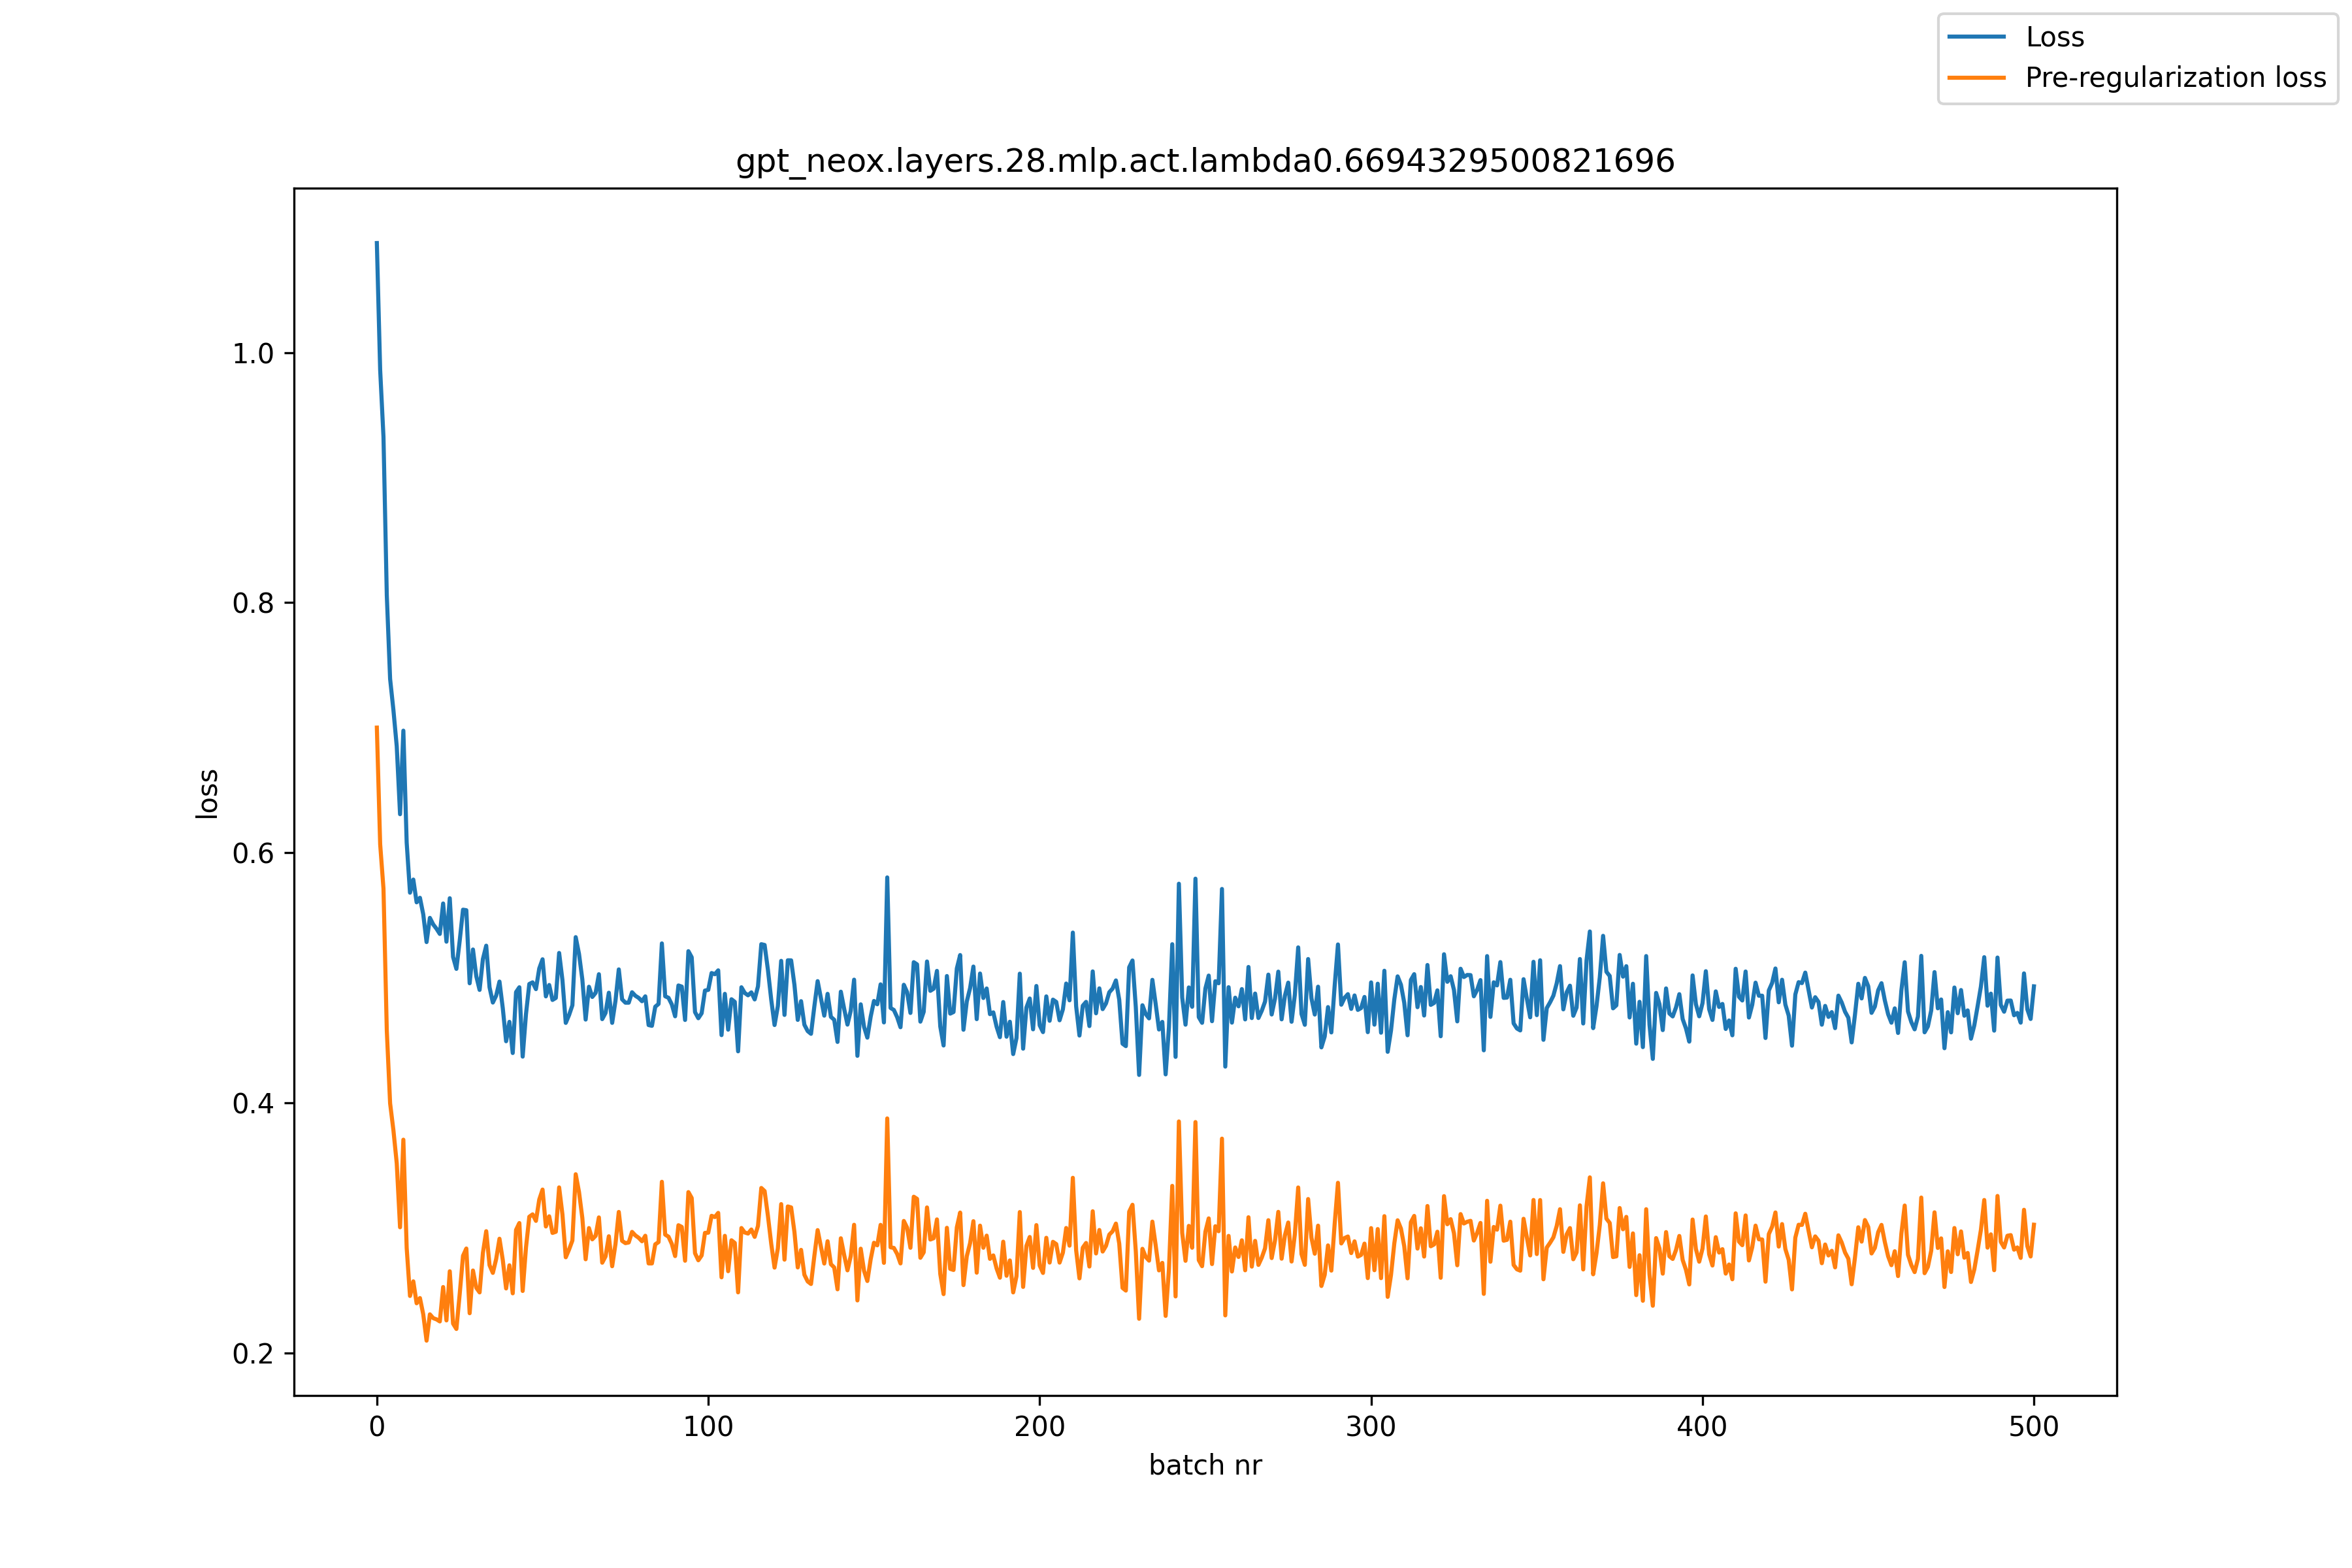 Loss
Pre-regularization loss
gpt_neox.layers.28.mlp.act.lambda0.6694329500821696
1.0
0.8
0.6
0.4
0.2
loss
0 100 200 300 400 500
batch nr